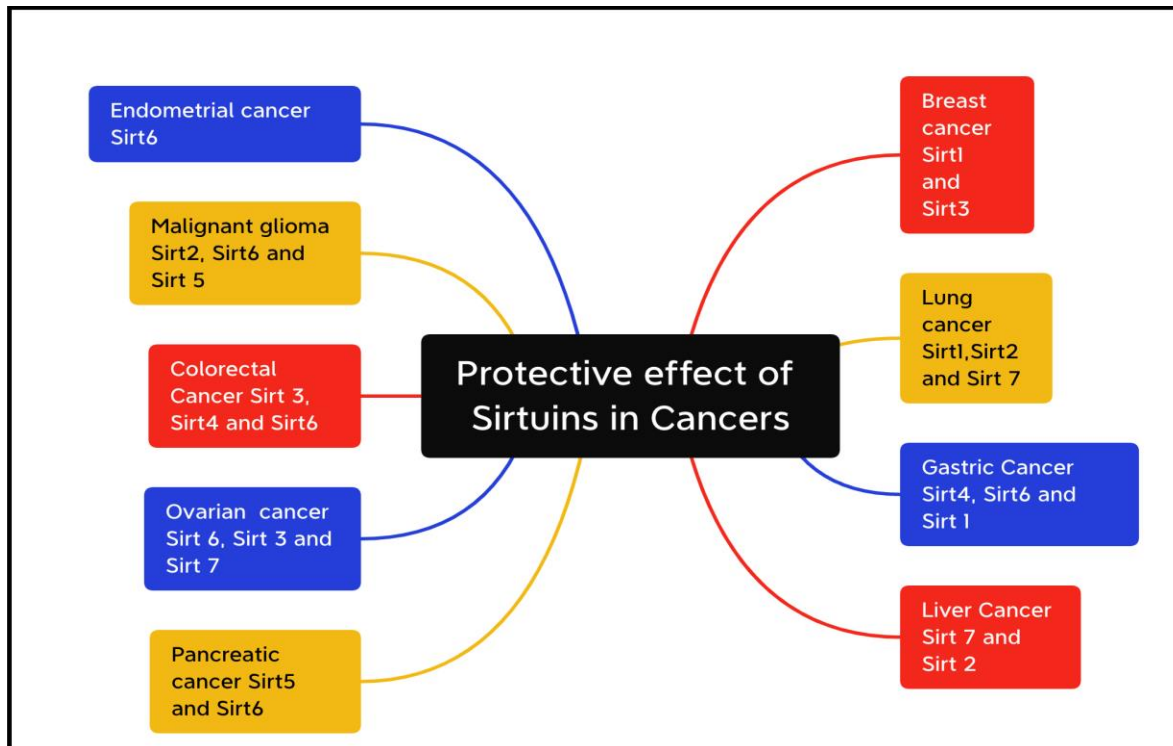 Endometrial cancer
Sirt6
Malignant glioma
Sirt2, Sirt6 and
Sirt 5
Colorectal
Cancer Sirt 3,
Sirt4 and Sirt6
Ovarian cancer
Sirt 6, Sirt 3 and
Sirt 7
Pancreatic
cancer Sirt5
and Sirt6
Protective effect of
Sirtuins in Cancers
Breast
cancer
Sirt1
and
Sirt3
Lung
cancer
Sirt1,Sirt2
and Sirt 7
Gastric Cancer
Sirt4, Sirt6 and
Sirt 1
Liver Cancer
Sirt 7 and
Sirt 2